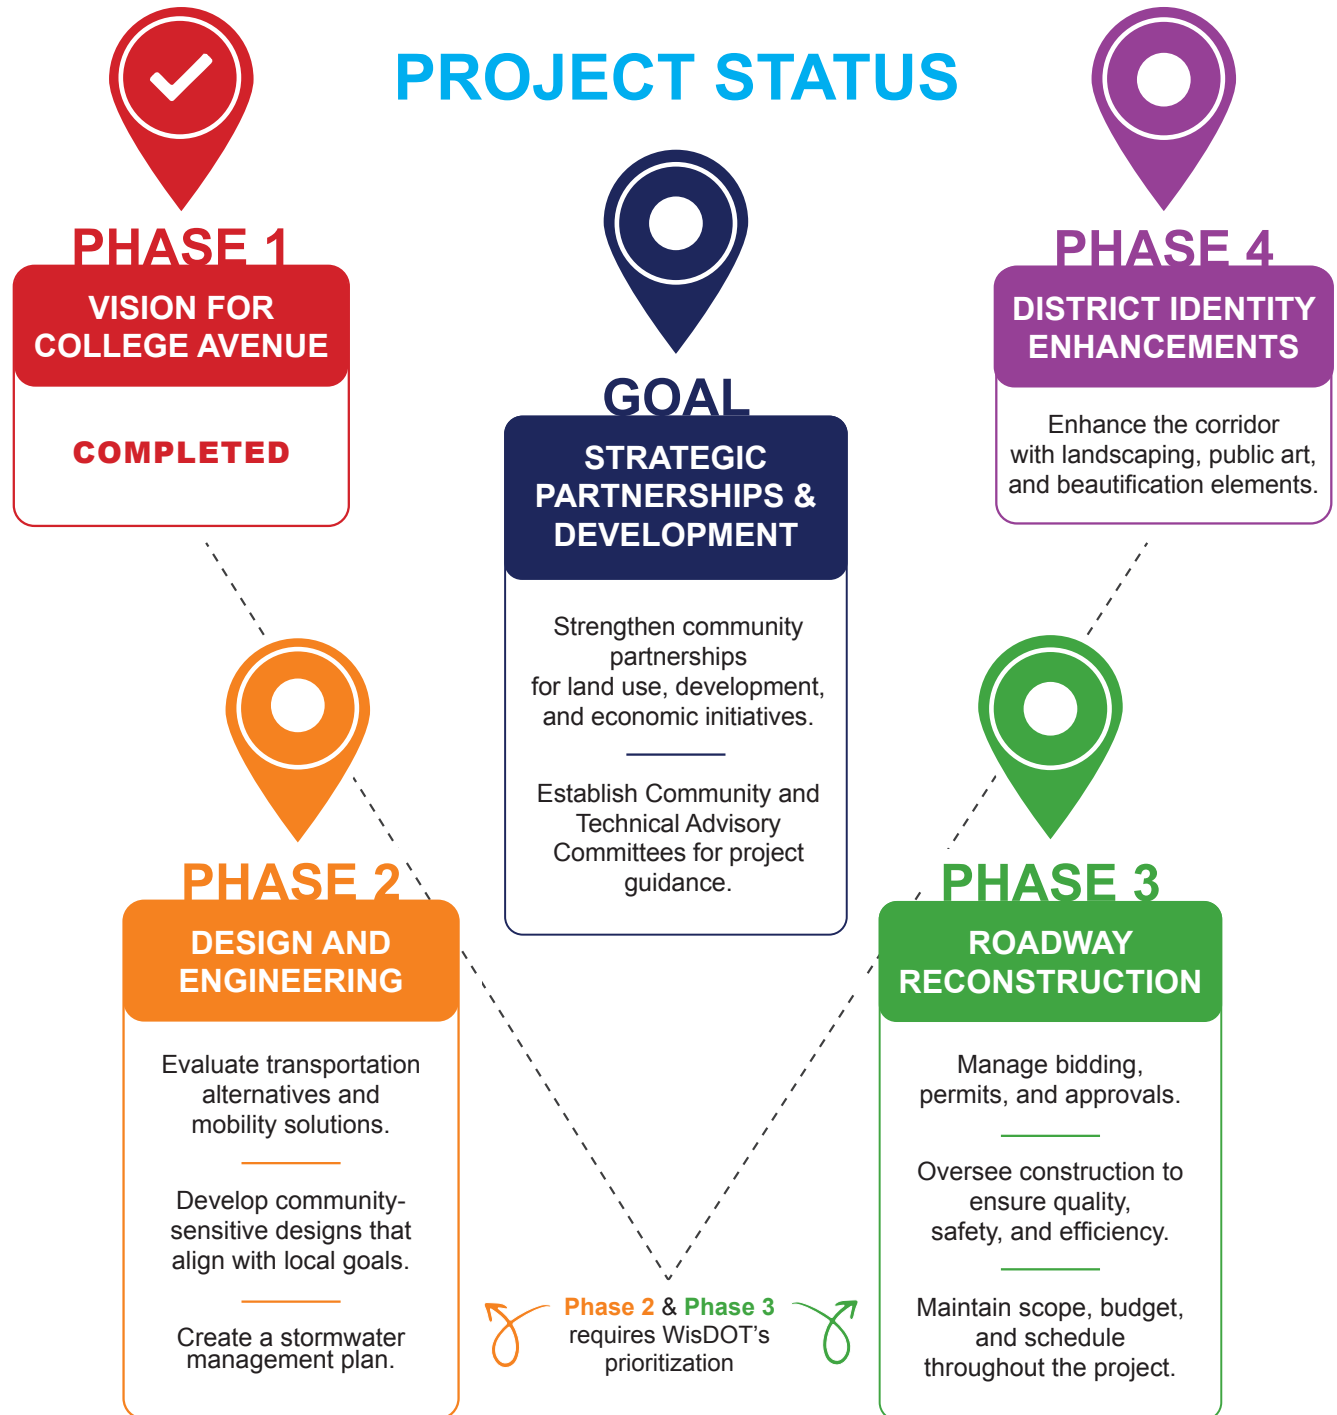 PROJECT STATUS
PHASE 1
VISION FOR
COLLEGE AVENUE
COMPLETED
PHASE 2
DESIGN AND
ENGINEERING
Evaluate transportation
alternatives and
mobility solutions.
Develop community-
sensitive designs that
align with local goals.
Create a stormwater
management plan.
GOAL
STRATEGIC
PARTNERSHIPS &
DEVELOPMENT
Strengthen community
partnerships
for land use, development,
and economic initiatives.
Establish Community and
Technical Advisory
Committees for project
guidance.
Phase 2 & Phase 3
requires WisDOT's
prioritization
PHASE 3
ROADWAY
RECONSTRUCTION
Manage bidding,
permits, and approvals.
Oversee construction to
ensure quality,
safety, and efficiency.
Maintain scope, budget,
and schedule
throughout the project.
PHASE 4
DISTRICT IDENTITY
ENHANCEMENTS
Enhance the corridor
with landscaping, public art,
and beautification elements.